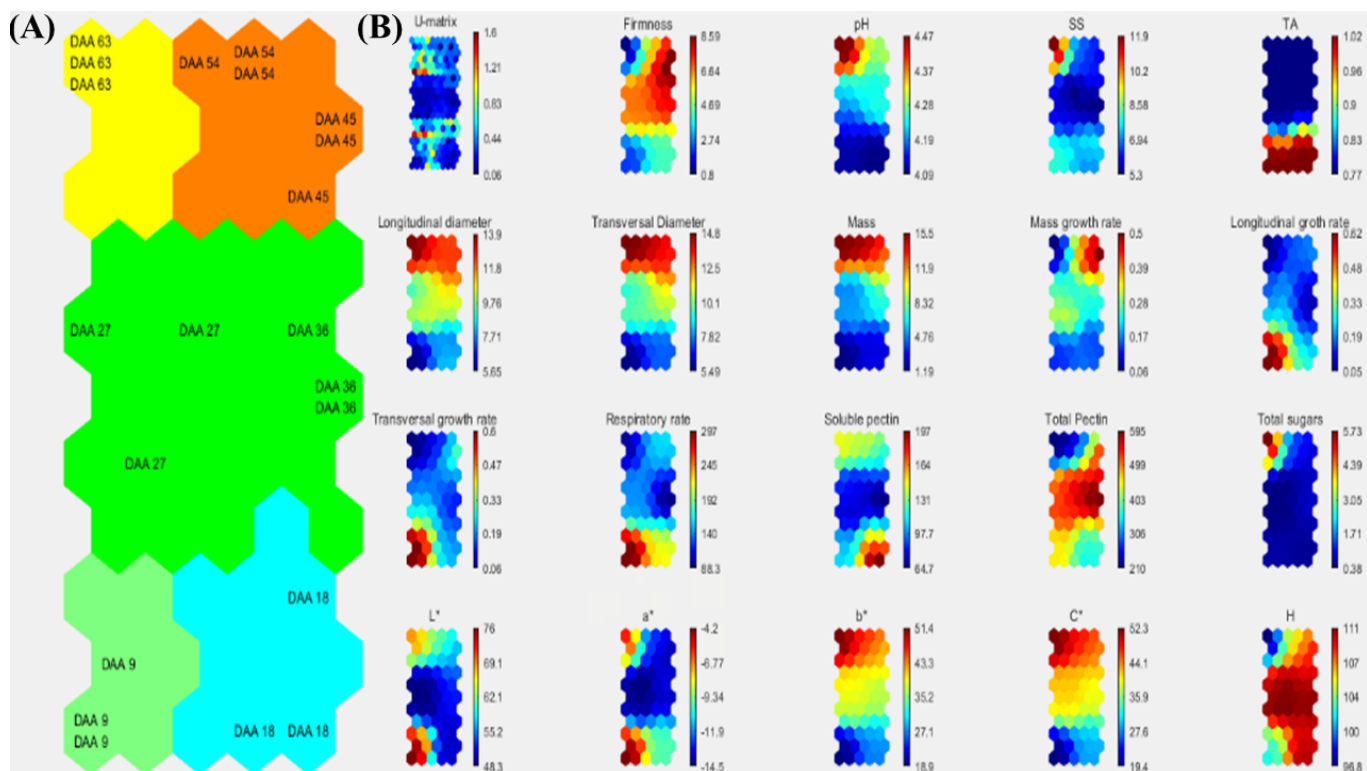 (A)
DAA 63
DAA 63
DAA 63
DAA 54
DAA 54
DAA 54
DAA 45
DAA 45
DAA 45
DAA 27
DAA 27
DAA 36
DAA 36
DAA 36
DAA 27
DAA 18
DAA 9
DAA 9
DAA 9
DAA 18
DAA 18
(B)
U-matrix
1.6
1.21
0.83
0.44
0.06
Firmness
8.59
6.64
4.69
2.74
0.8
pH
4.47
4.37
4.28
4.19
4.09
SS
11.9
10.2
8.58
6.94
5.3
TA
1.02
0.96
0.9
0.83
0.77
Longitudinal diameter
13.9
11.8
9.76
7.71
5.65
Transversal Diameter
14.8
12.5
10.1
7.82
5.49
Mass
15.5
11.9
8.32
4.76
1.19
Mass growth rate
0.5
0.39
0.28
0.17
0.06
Longitudinal groth rate
0.62
0.48
0.34
0.19
0.05
Transversal growth rate
0.6
0.47
0.33
0.19
0.06
Respiratory rate
297
245
192
140
88.3
Soluble pectin
197
164
131
97.7
64.7
Total Pectin
595
499
403
306
210
Total sugars
5.73
4.39
3.05
1.71
0.38
L*
76
69.1
62.1
55.2
48.3
a*
-4.2
-6.77
-9.34
-11.9
-14.5
b*
51.4
43.3
35.2
27.1
18.9
C*
52.3
44.1
35.9
27.6
19.4
H
111
107
104
100
96.8